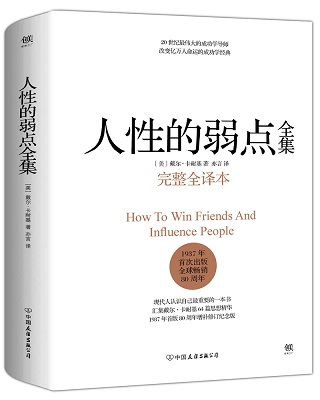 20世纪最伟大的成功学导师
改变亿万人命运的成功学经典
人性的弱点全集
[美] 戴尔·卡耐基 著 亦言 译
完整全译本
How To Win Friends And
Influence People
1937年
首次出版
全球畅销
80周年
现代人认识自己最重要的一本书
汇集戴尔·卡耐基64篇思想精华
1937年首版80周年增补修订纪念版
中国友谊出版公司
人性的弱点全集
[美] 戴尔·卡耐基 著 亦言 译
中国友谊出版公司